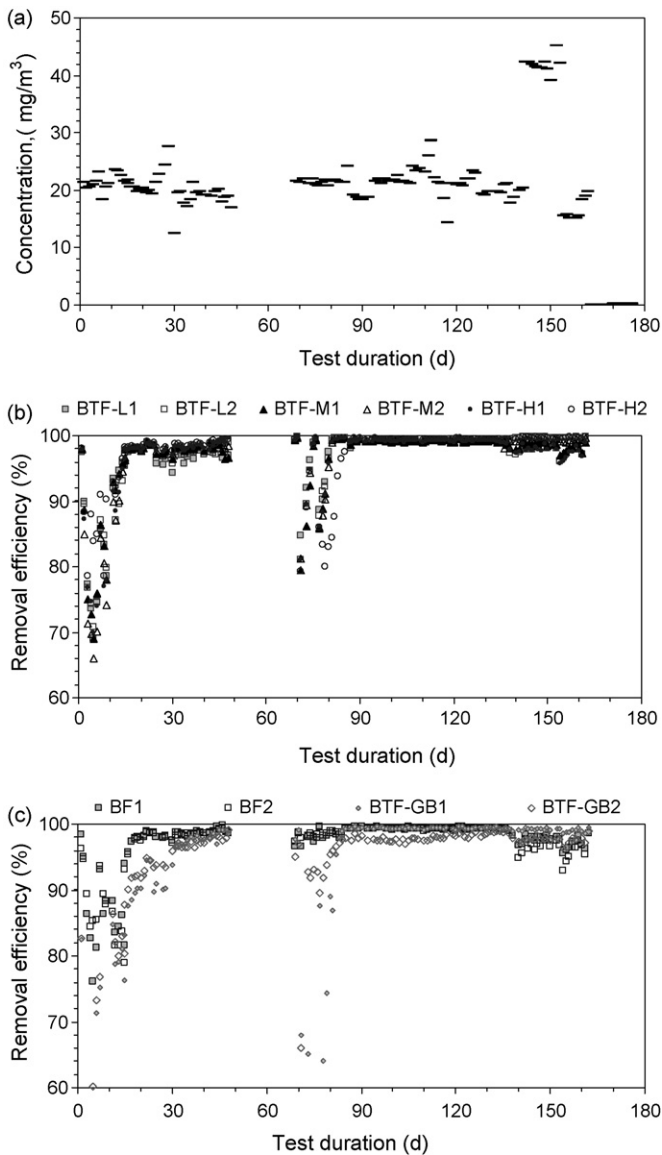 (a)
50
40
30
20
10
0
Concentration,( mg/m³)
0 30 60 90 120 150 180
Test duration (d)
(b)
BTF-L1 BTF-L2 BTF-M1 BTF-M2 BTF-H1 BTF-H2
100
90
80
70
60
Removal efficiency (%)
0 30 60 90 120 150 180
Test duration (d)
(c)
BF1 BF2 BTF-GB1 BTF-GB2
100
90
80
70
60
Removal efficiency (%)
0 30 60 90 120 150 180
Test duration (d)